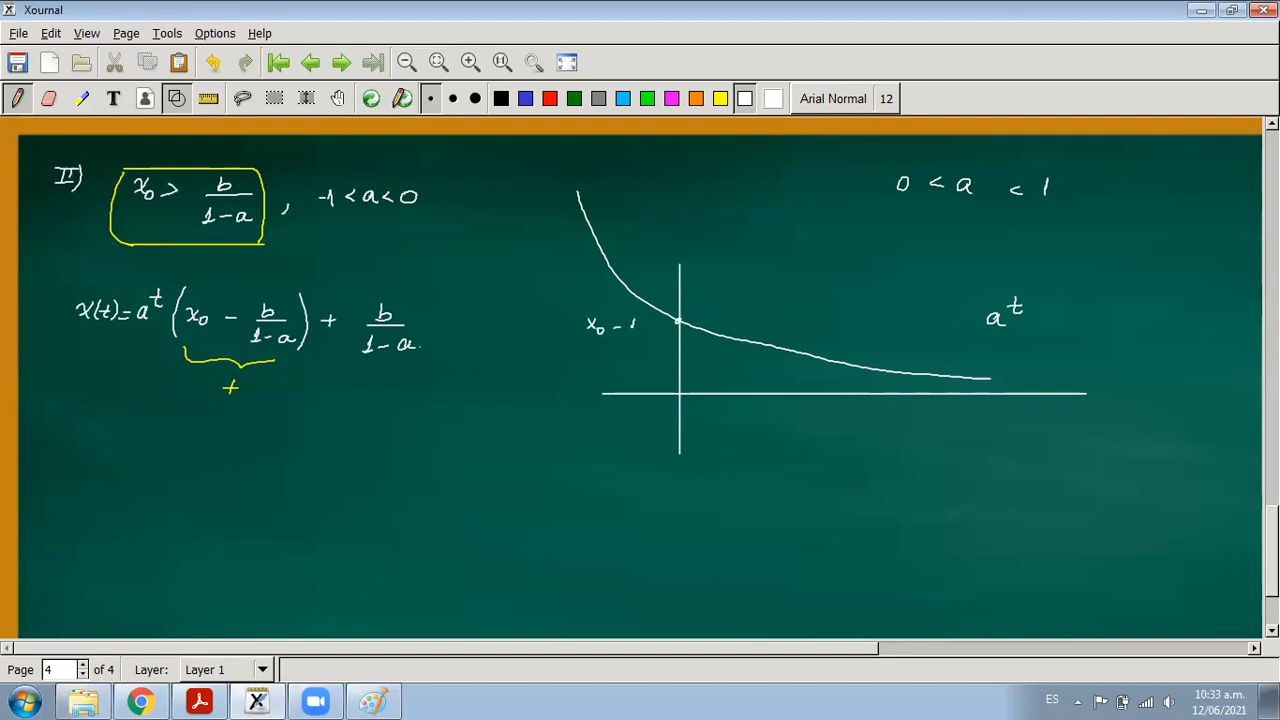 Xournal
File Edit View Page Tools Options Help
T Arial Normal 12
II) x₀ > b/(1-a) , -1 < a < 0
0 < a < 1
x(t) = a^t (x₀ - b/(1-a)) + b/(1-a)
+
x₀ - 1
a^t
Page 4 of 4 Layer: Layer 1
ES 10:33 a.m.
12/06/2021